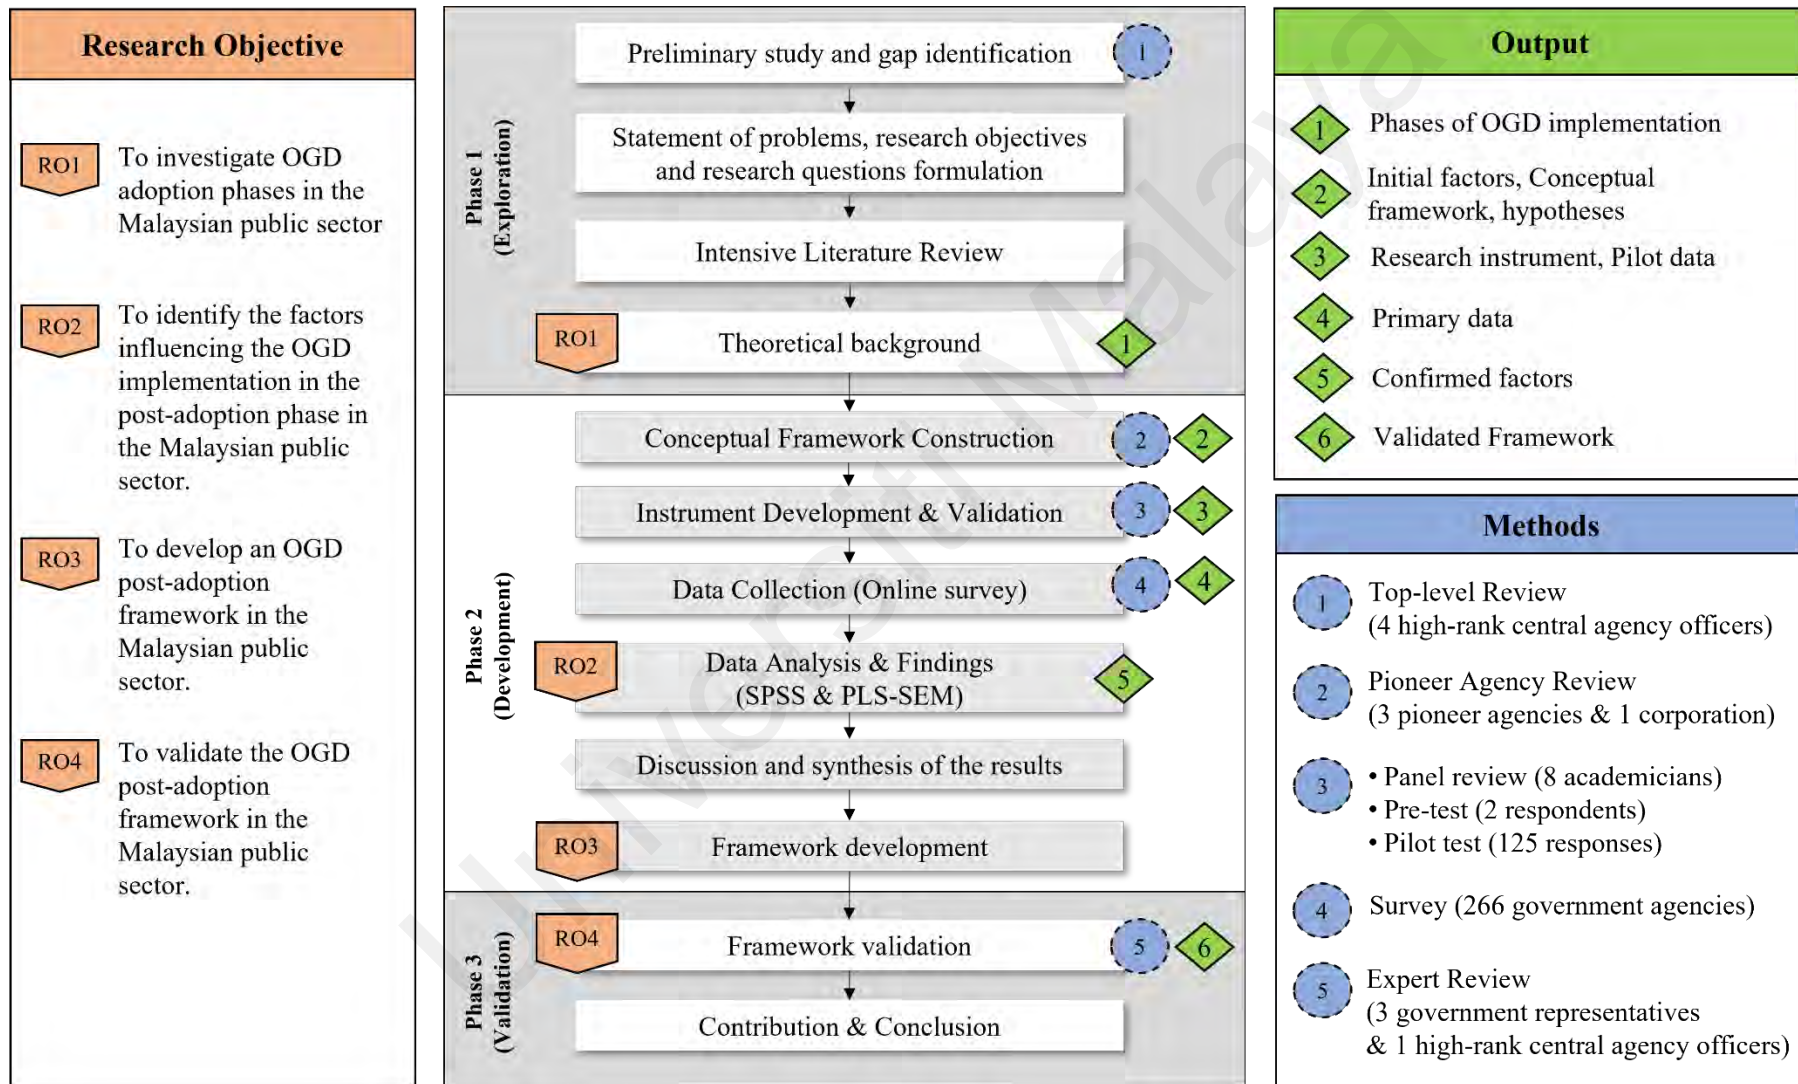 Research Objective
RO1
To investigate OGD
adoption phases in the
Malaysian public sector
RO2
To identify the factors
influencing the OGD
implementation in the
post-adoption phase in
the Malaysian public
sector.
RO3
To develop an OGD
post-adoption
framework in the
Malaysian public
sector.
RO4
To validate the OGD
post-adoption
framework in the
Malaysian public
sector.
Phase 1
(Exploration)
Preliminary study and gap identification
1
Statement of problems, research objectives
and research questions formulation
Intensive Literature Review
RO1
Theoretical background
1
Phase 2
(Development)
Conceptual Framework Construction
2
2
Instrument Development & Validation
3
3
Data Collection (Online survey)
4
4
RO2
Data Analysis & Findings
(SPSS & PLS-SEM)
5
Discussion and synthesis of the results
RO3
Framework development
Phase 3
(Validation)
RO4
Framework validation
5
6
Contribution & Conclusion
Output
1
Phases of OGD implementation
2
Initial factors, Conceptual
framework, hypotheses
3
Research instrument, Pilot data
4
Primary data
5
Confirmed factors
6
Validated Framework
Methods
1
Top-level Review
(4 high-rank central agency officers)
2
Pioneer Agency Review
(3 pioneer agencies & 1 corporation)
3
• Panel review (8 academicians)
• Pre-test (2 respondents)
• Pilot test (125 responses)
4
Survey (266 government agencies)
5
Expert Review
(3 government representatives
& 1 high-rank central agency officers)
Universiti Malaya